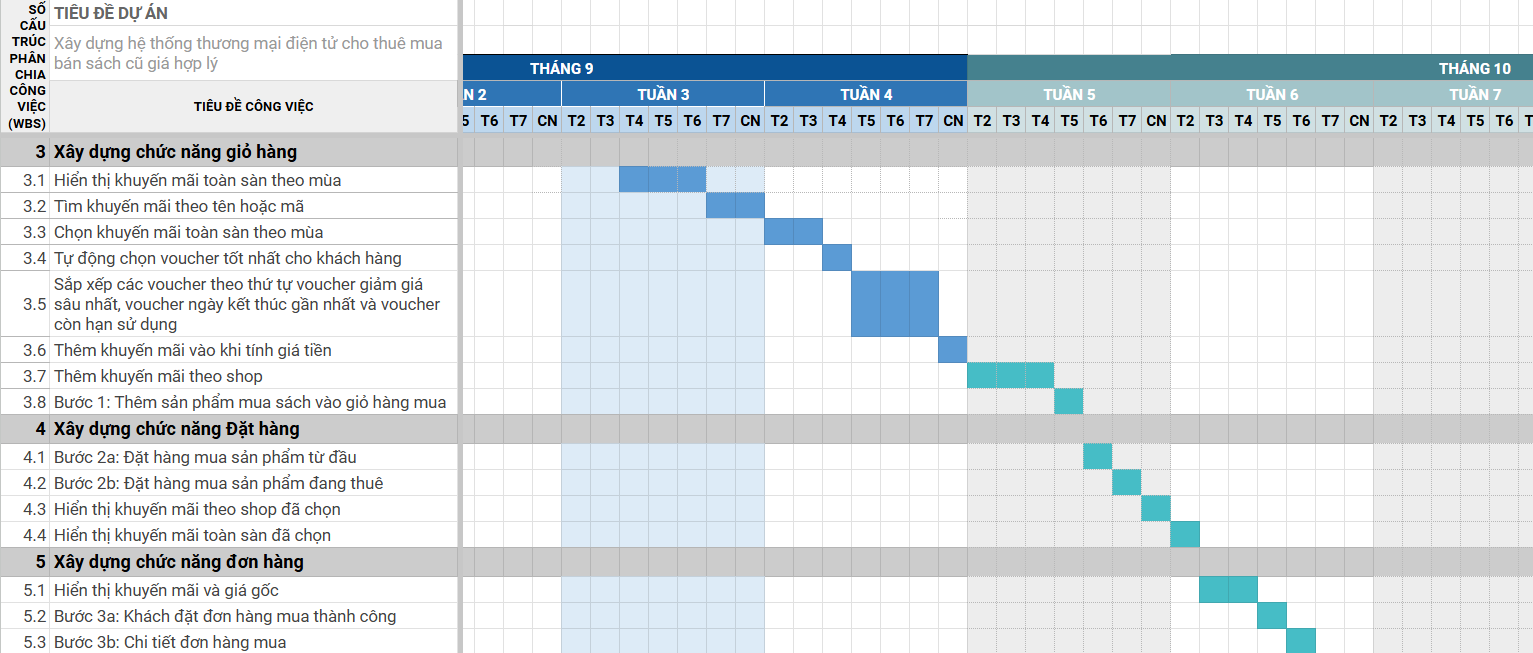 SỐ
CẤU
TRÚC
PHÂN
CHIA
CÔNG
VIỆC
(WBS)
TIÊU ĐỀ DỰ ÁN
Xây dựng hệ thống thương mại điện tử cho thuê mua
bán sách cũ giá hợp lý
TIÊU ĐỀ CÔNG VIỆC
THÁNG 9 THÁNG 10
N 2 TUẦN 3 TUẦN 4 TUẦN 5 TUẦN 6 TUẦN 7
5 T6 T7 CN T2 T3 T4 T5 T6 T7 CN T2 T3 T4 T5 T6 T7 CN T2 T3 T4 T5 T6 T7 CN T2 T3 T4 T5 T6 T7 CN T2 T3 T4 T5 T6 T
3 Xây dựng chức năng giỏ hàng
3.1 Hiển thị khuyến mãi toàn sàn theo mùa
3.2 Tìm khuyến mãi theo tên hoặc mã
3.3 Chọn khuyến mãi toàn sàn theo mùa
3.4 Tự động chọn voucher tốt nhất cho khách hàng
3.5 Sắp xếp các voucher theo thứ tự voucher giảm giá
sâu nhất, voucher ngày kết thúc gần nhất và voucher
còn hạn sử dụng
3.6 Thêm khuyến mãi vào khi tính giá tiền
3.7 Thêm khuyến mãi theo shop
3.8 Bước 1: Thêm sản phẩm mua sách vào giỏ hàng mua
4 Xây dựng chức năng Đặt hàng
4.1 Bước 2a: Đặt hàng mua sản phẩm từ đầu
4.2 Bước 2b: Đặt hàng mua sản phẩm đang thuê
4.3 Hiển thị khuyến mãi theo shop đã chọn
4.4 Hiển thị khuyến mãi toàn sàn đã chọn
5 Xây dựng chức năng đơn hàng
5.1 Hiển thị khuyến mãi và giá gốc
5.2 Bước 3a: Khách đặt đơn hàng mua thành công
5.3 Bước 3b: Chi tiết đơn hàng mua